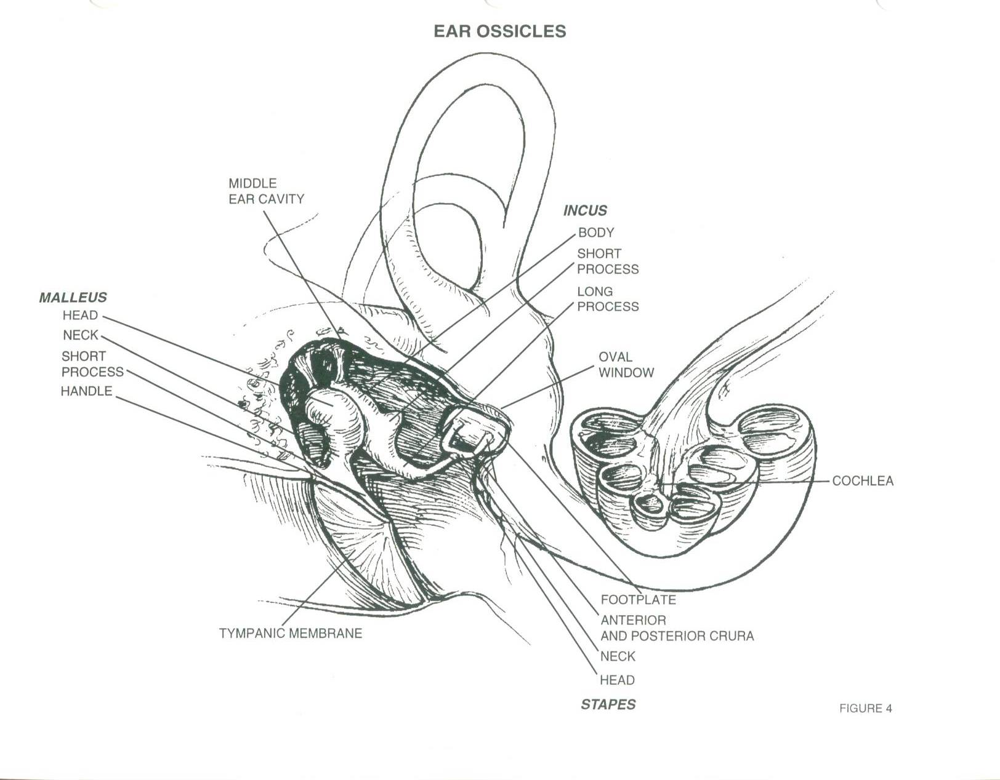 EAR OSSICLES
MIDDLE
EAR CAVITY
INCUS
BODY
SHORT
PROCESS
LONG
PROCESS
MALLEUS
HEAD
NECK
SHORT
PROCESS
HANDLE
OVAL
WINDOW
COCHLEA
TYMPANIC MEMBRANE
FOOTPLATE
ANTERIOR
AND POSTERIOR CRURA
NECK
HEAD
STAPES
FIGURE 4